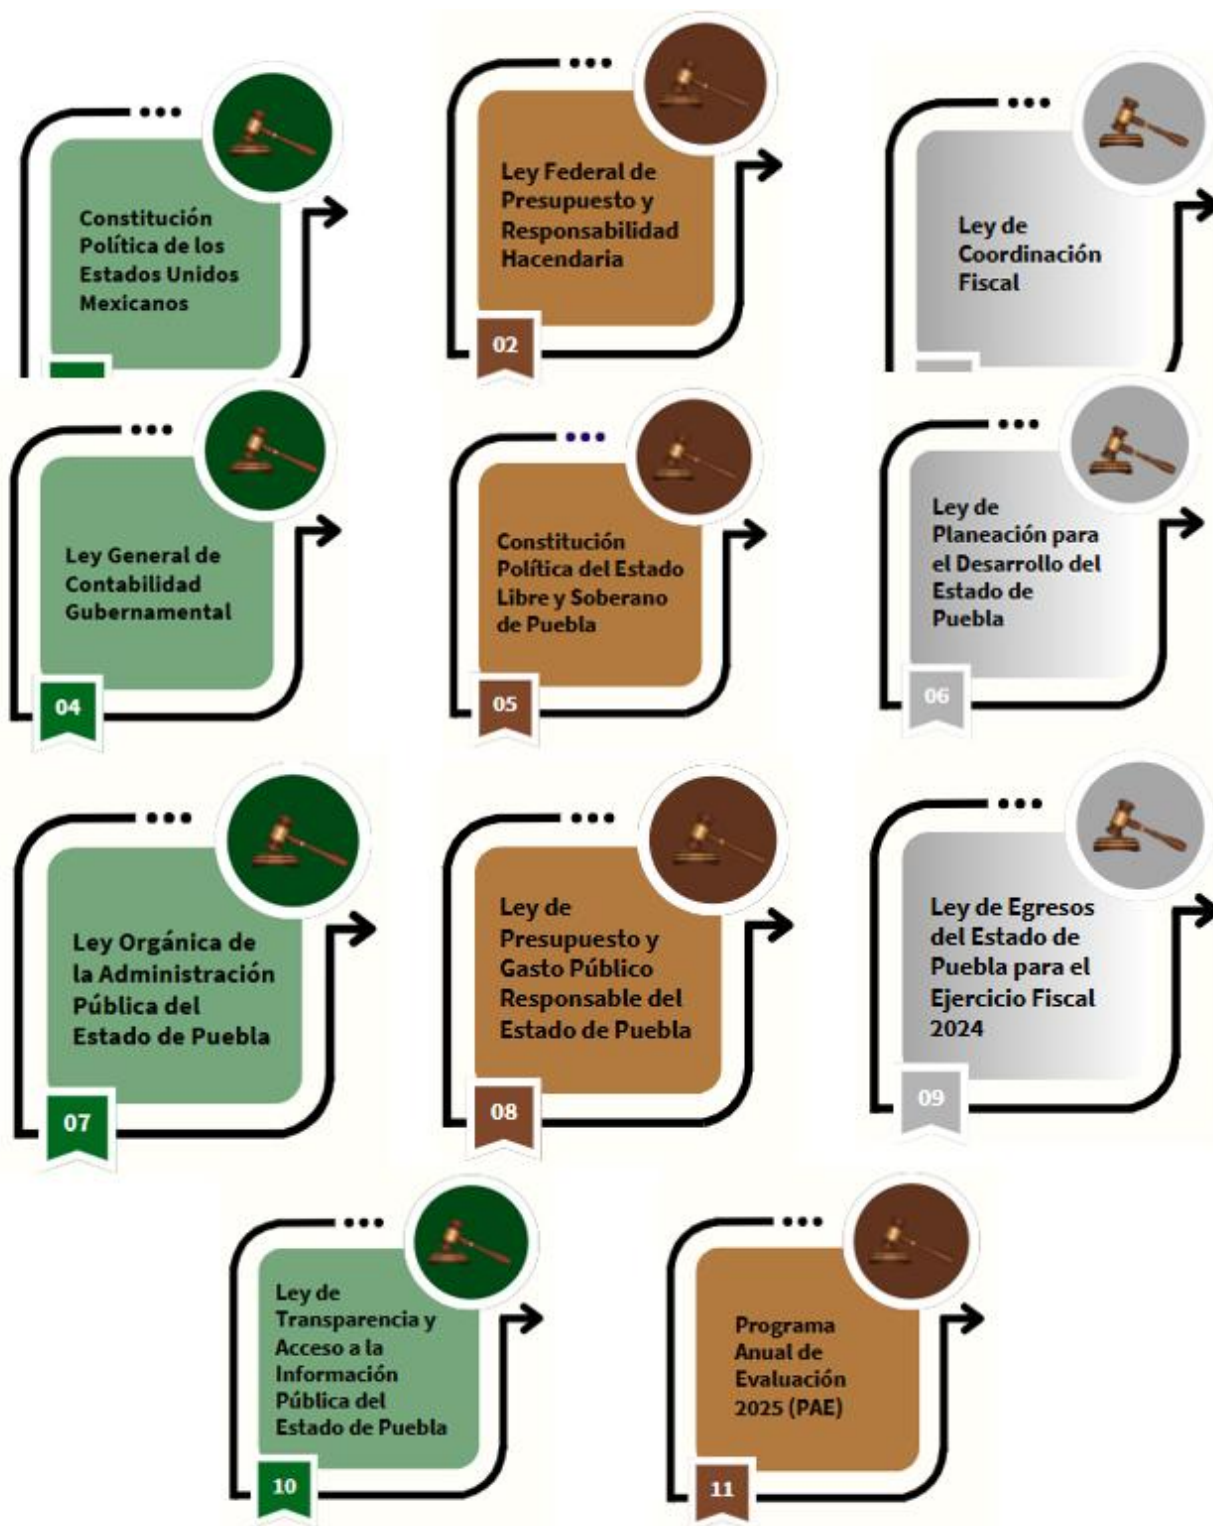 Constitución
Política de los
Estados Unidos
Mexicanos
Ley Federal de
Presupuesto y
Responsabilidad
Hacendaria
02
Ley de
Coordinación
Fiscal
Ley General de
Contabilidad
Gubernamental
04
Constitución
Política del Estado
Libre y Soberano
de Puebla
05
Ley de
Planeación para
el Desarrollo del
Estado de
Puebla
06
Ley Orgánica de
la Administración
Pública del
Estado de Puebla
07
Ley de
Presupuesto y
Gasto Público
Responsable del
Estado de Puebla
08
Ley de Egresos
del Estado de
Puebla para el
Ejercicio Fiscal
2024
09
Ley de
Transparencia y
Acceso a la
Información
Pública del
Estado de Puebla
10
Programa
Anual de
Evaluación
2025 (PAE)
11